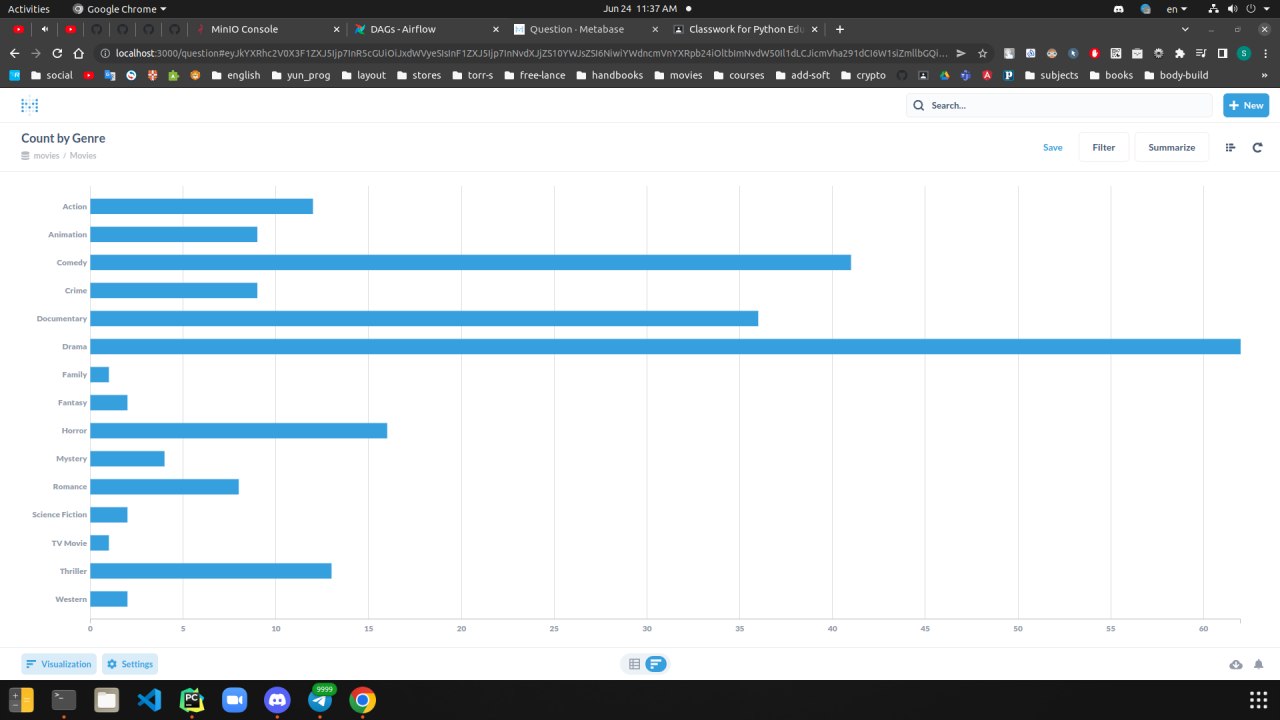 Activities Google Chrome Jun 24 11:37 AM en
MinIO Console DAGs - Airflow Question · Metabase Classwork for Python Edu
localhost:3000/question#eyJkYXRhc2V0X3F1ZXJ5Ijp7InR5cGUiOiJxdWVyeSIsInF1ZXJ5Ijp7InNvdXJjZS10YWJsZSI6NiwiYWdncmVnYXRpb24iOltbImNvdW50Il1dLCJicmVha291dCI6W1siZmllbGQi...
social english yun_prog layout stores torr-s free-lance handbooks movies courses add-soft crypto subjects books body-build
Search...
New
Count by Genre
movies / Movies
Save Filter Summarize
Action
Animation
Comedy
Crime
Documentary
Drama
Family
Fantasy
Horror
Mystery
Romance
Science Fiction
TV Movie
Thriller
Western
0 5 10 15 20 25 30 35 40 45 50 55 60
Visualization Settings
9999